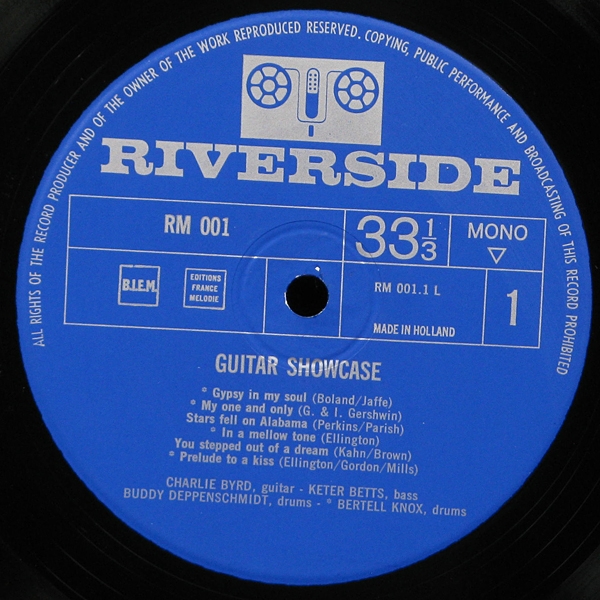 ALL RIGHTS OF THE RECORD PRODUCER AND OF THE OWNER OF THE WORK REPRODUCED RESERVED. COPYING, PUBLIC PERFORMANCE AND BROADCASTING OF THIS RECORD PROHIBITED
RIVERSIDE
RM 001
33 1/3
MONO
B.I.E.M.
EDITIONS
FRANCE
MELODIE
RM 001.1 L
MADE IN HOLLAND
1
GUITAR SHOWCASE
° Gypsy in my soul (Boland/Jaffe)
° My one and only (G. & I. Gershwin)
Stars fell on Alabama (Perkins/Parish)
° In a mellow tone (Ellington)
You stepped out of a dream (Kahn/Brown)
° Prelude to a kiss (Ellington/Gordon/Mills)
CHARLIE BYRD, guitar - KETER BETTS, bass
BUDDY DEPPENSCHMIDT, drums - ° BERTELL KNOX, drums